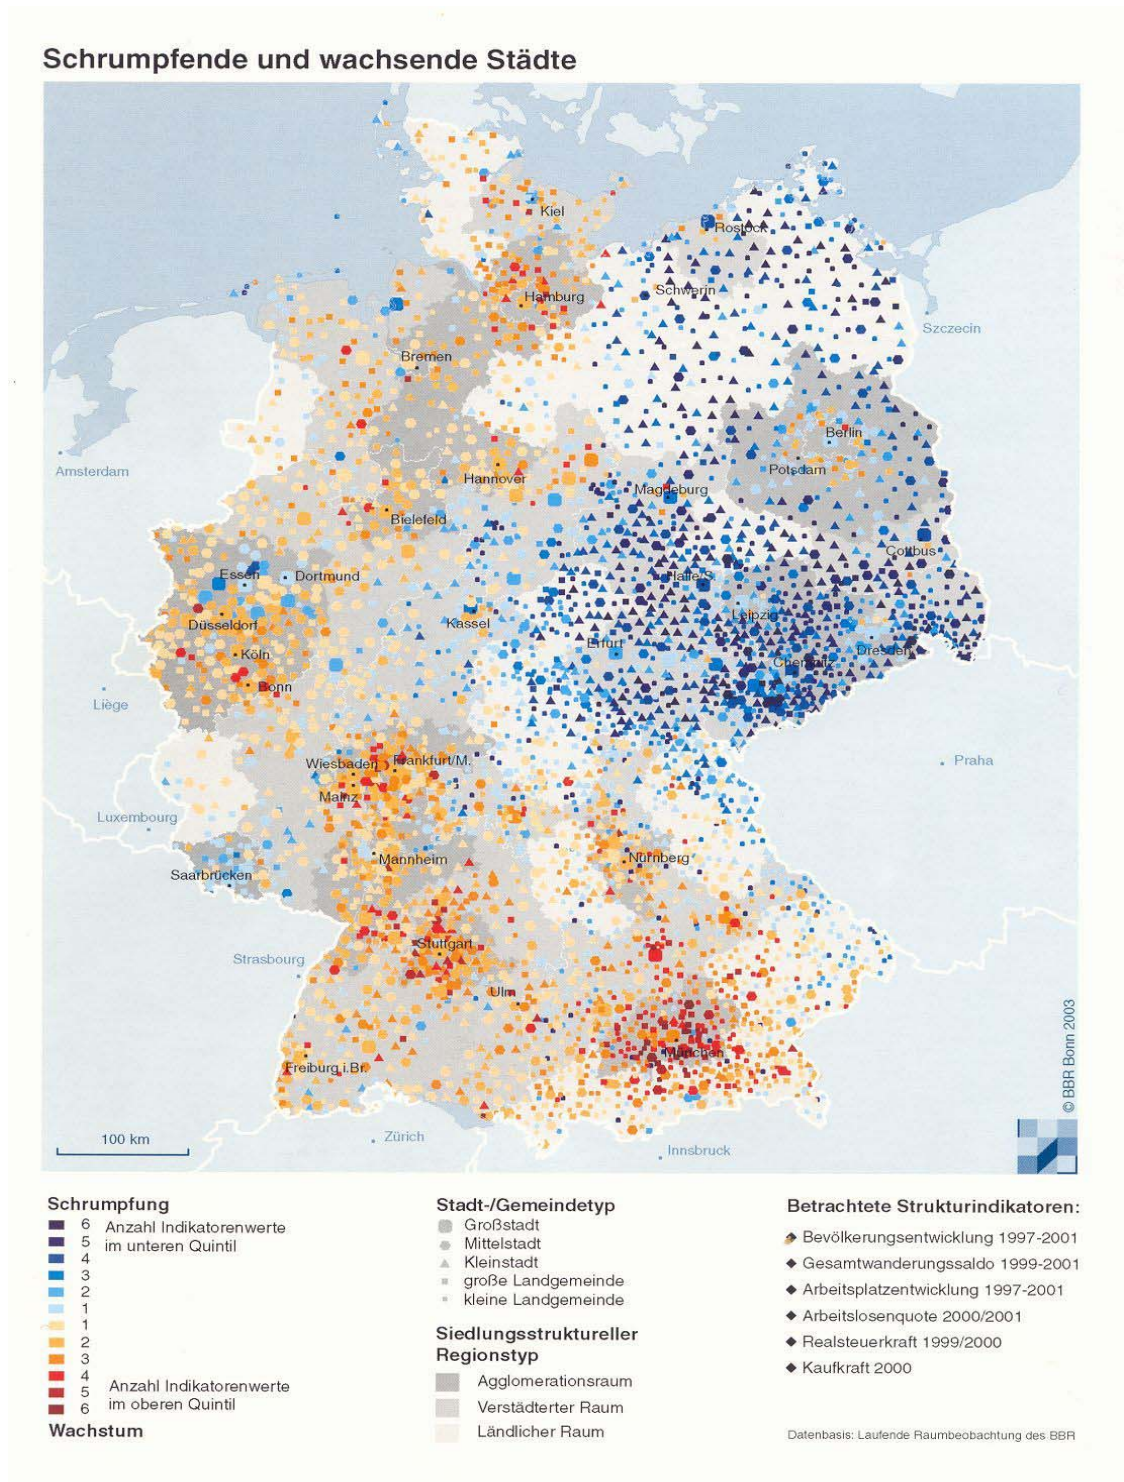 Schrumpfende und wachsende Städte
Kiel
Rostock
Hamburg
Schwerin
Szczecin
Bremen
Berlin
Amsterdam
Potsdam
Hannover
Magdeburg
Bielefeld
Cottbus
Essen
Dortmund
Halle/S.
Leipzig
Düsseldorf
Kassel
Erfurt
Dresden
Köln
Chemnitz
Bonn
Liège
Wiesbaden
Frankfurt/M.
Praha
Mainz
Luxembourg
Mannheim
Nürnberg
Saarbrücken
Stuttgart
Strasbourg
Ulm
© BBR Bonn 2003
München
Freiburg i.Br.
100 km
Zürich
Innsbruck
Schrumpfung
6 Anzahl Indikatorenwerte
5 im unteren Quintil
4
3
2
1
1
2
3
4
5 Anzahl Indikatorenwerte
6 im oberen Quintil
Wachstum
Stadt-/Gemeindetyp
Großstadt
Mittelstadt
Kleinstadt
große Landgemeinde
kleine Landgemeinde
Siedlungsstruktureller
Regionstyp
Agglomerationsraum
Verstädterter Raum
Ländlicher Raum
Betrachtete Strukturindikatoren:
Bevölkerungsentwicklung 1997-2001
Gesamtwanderungssaldo 1999-2001
Arbeitsplatzentwicklung 1997-2001
Arbeitslosenquote 2000/2001
Realsteuerkraft 1999/2000
Kaufkraft 2000
Datenbasis: Laufende Raumbeobachtung des BBR